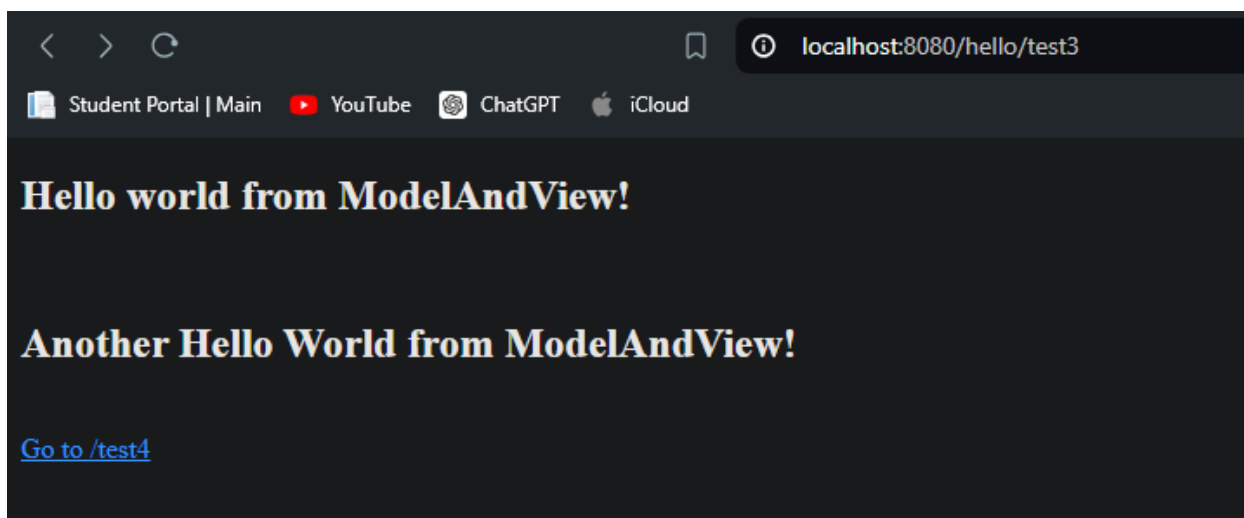 localhost:8080/hello/test3
Student Portal | Main YouTube ChatGPT iCloud
Hello world from ModelAndView!
Another Hello World from ModelAndView!
Go to /test4